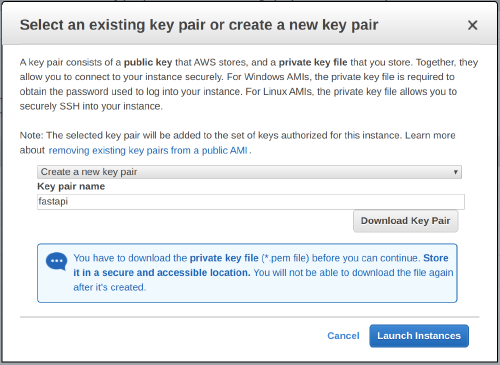 Select an existing key pair or create a new key pair
×
A key pair consists of a public key that AWS stores, and a private key file that you store. Together, they
allow you to connect to your instance securely. For Windows AMIs, the private key file is required to
obtain the password used to log into your instance. For Linux AMIs, the private key file allows you to
securely SSH into your instance.
Note: The selected key pair will be added to the set of keys authorized for this instance. Learn more
about removing existing key pairs from a public AMI .
Create a new key pair
Key pair name
fastapi
Download Key Pair
You have to download the private key file (*.pem file) before you can continue. Store
it in a secure and accessible location. You will not be able to download the file again
after it's created.
Cancel
Launch Instances